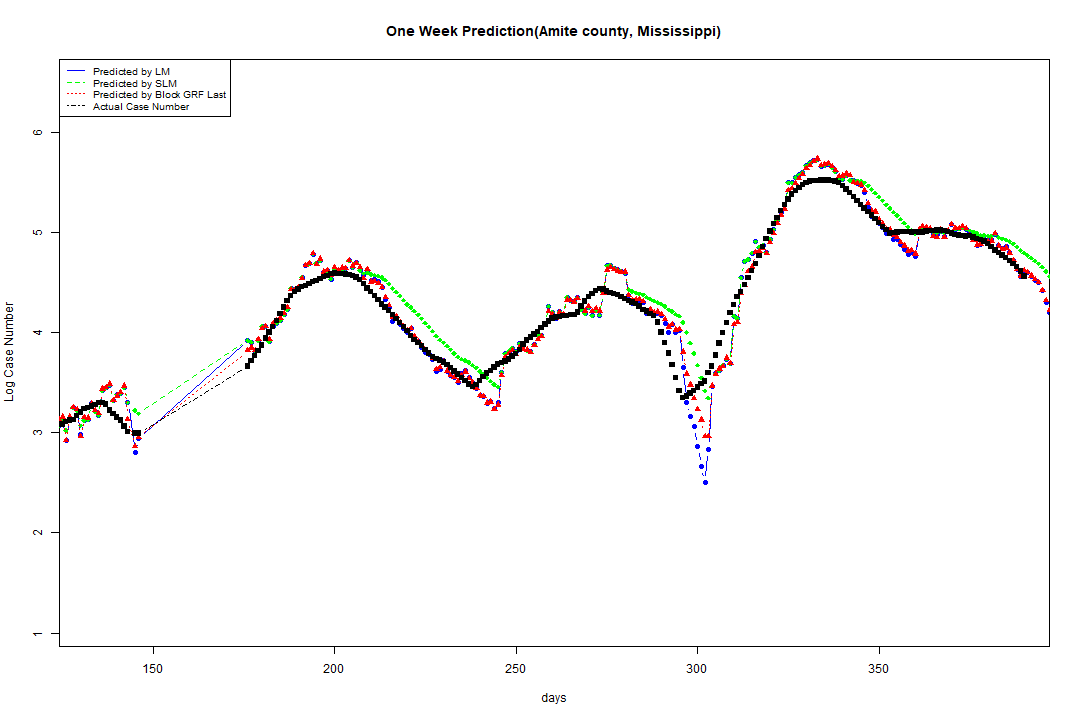 One Week Prediction(Amite county, Mississippi)
Predicted by LM
Predicted by SLM
Predicted by Block GRF Last
Actual Case Number
6
5
4
3
2
1
Log Case Number
150 200 250 300 350
days